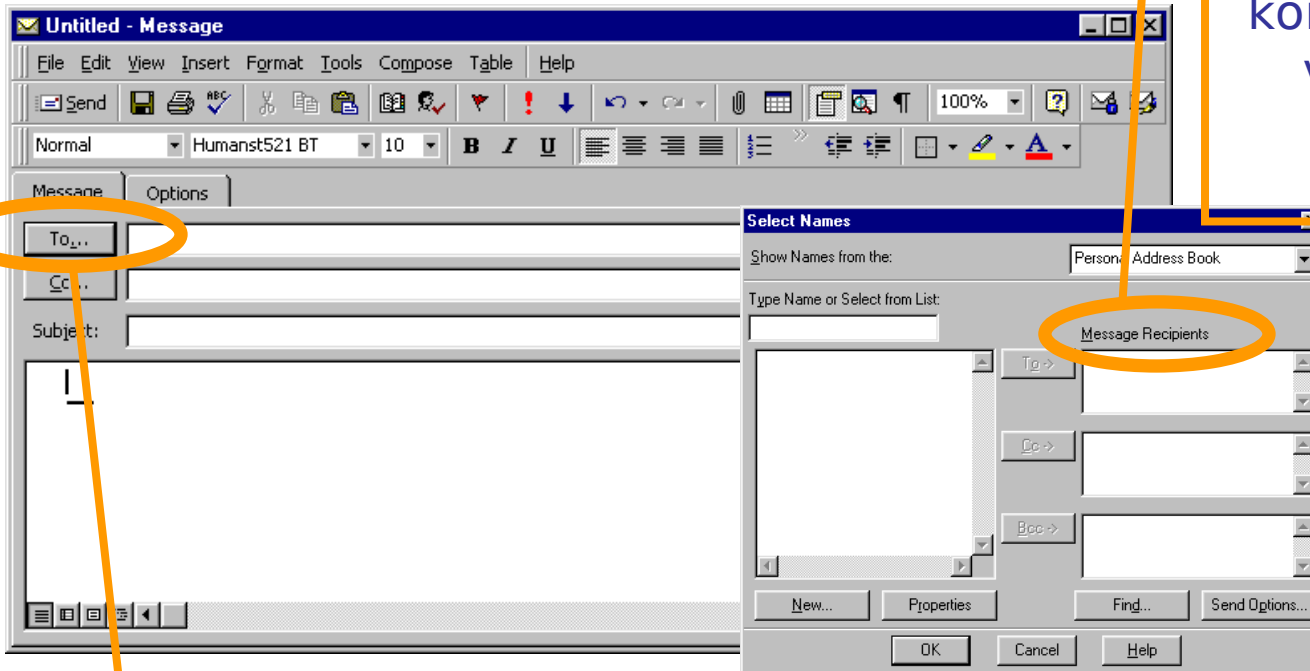 Untitled - Message
File Edit View Insert Format Tools Compose Table Help
Send ABC 100%
Normal Humanst521 BT 10 B I U A
Message Options
To...
Cc...
Subject:
Select Names
Show Names from the: Personal Address Book
Type Name or Select from List:
Message Recipients
To ->
Cc ->
Bcc ->
New... Properties Find... Send Options...
OK Cancel Help